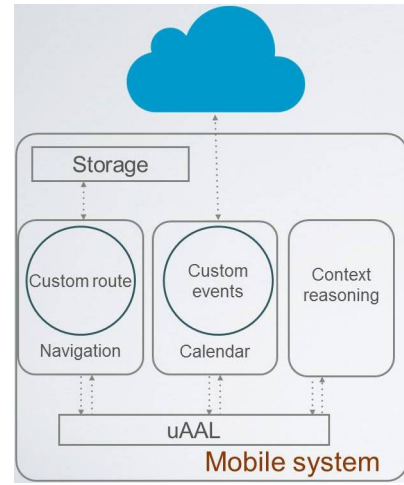 Storage
Custom route
Navigation
Custom
events
Calendar
Context
reasoning
uAAL
Mobile system